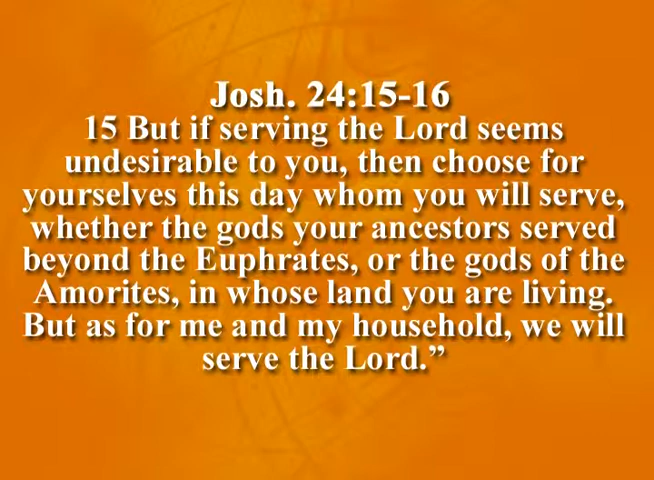 Josh. 24:15-16
15 But if serving the Lord seems
undesirable to you, then choose for
yourselves this day whom you will serve,
whether the gods your ancestors served
beyond the Euphrates, or the gods of the
Amorites, in whose land you are living.
But as for me and my household, we will
serve the Lord.”